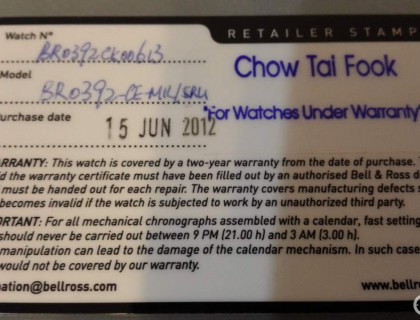 Watch N° BR0392CK00613
RETAILER STAMP
Model BR0392-CE-MIL/SRU
Chow Tai Fook
"For Watches Under Warranty"
urchase date 15 JUN 2012
ARRANTY: This watch is covered by a two-year warranty from the date of purchase. T
d the warranty certificate must have been filled out by an authorised Bell & Ross d
must be handed out for each repair. The warranty covers manufacturing defects
becomes invalid if the watch is subjected to work by an unauthorized third party.
ORTANT: For all mechanical chronographs assembled with a calendar, fast setting
should never be carried out between 9 PM (21.00 h) and 3 AM (3.00 h).
manipulation can lead to the damage of the calendar mechanism. In such case
would not be covered by our warranty.
ation@bellross.com
www.bellross